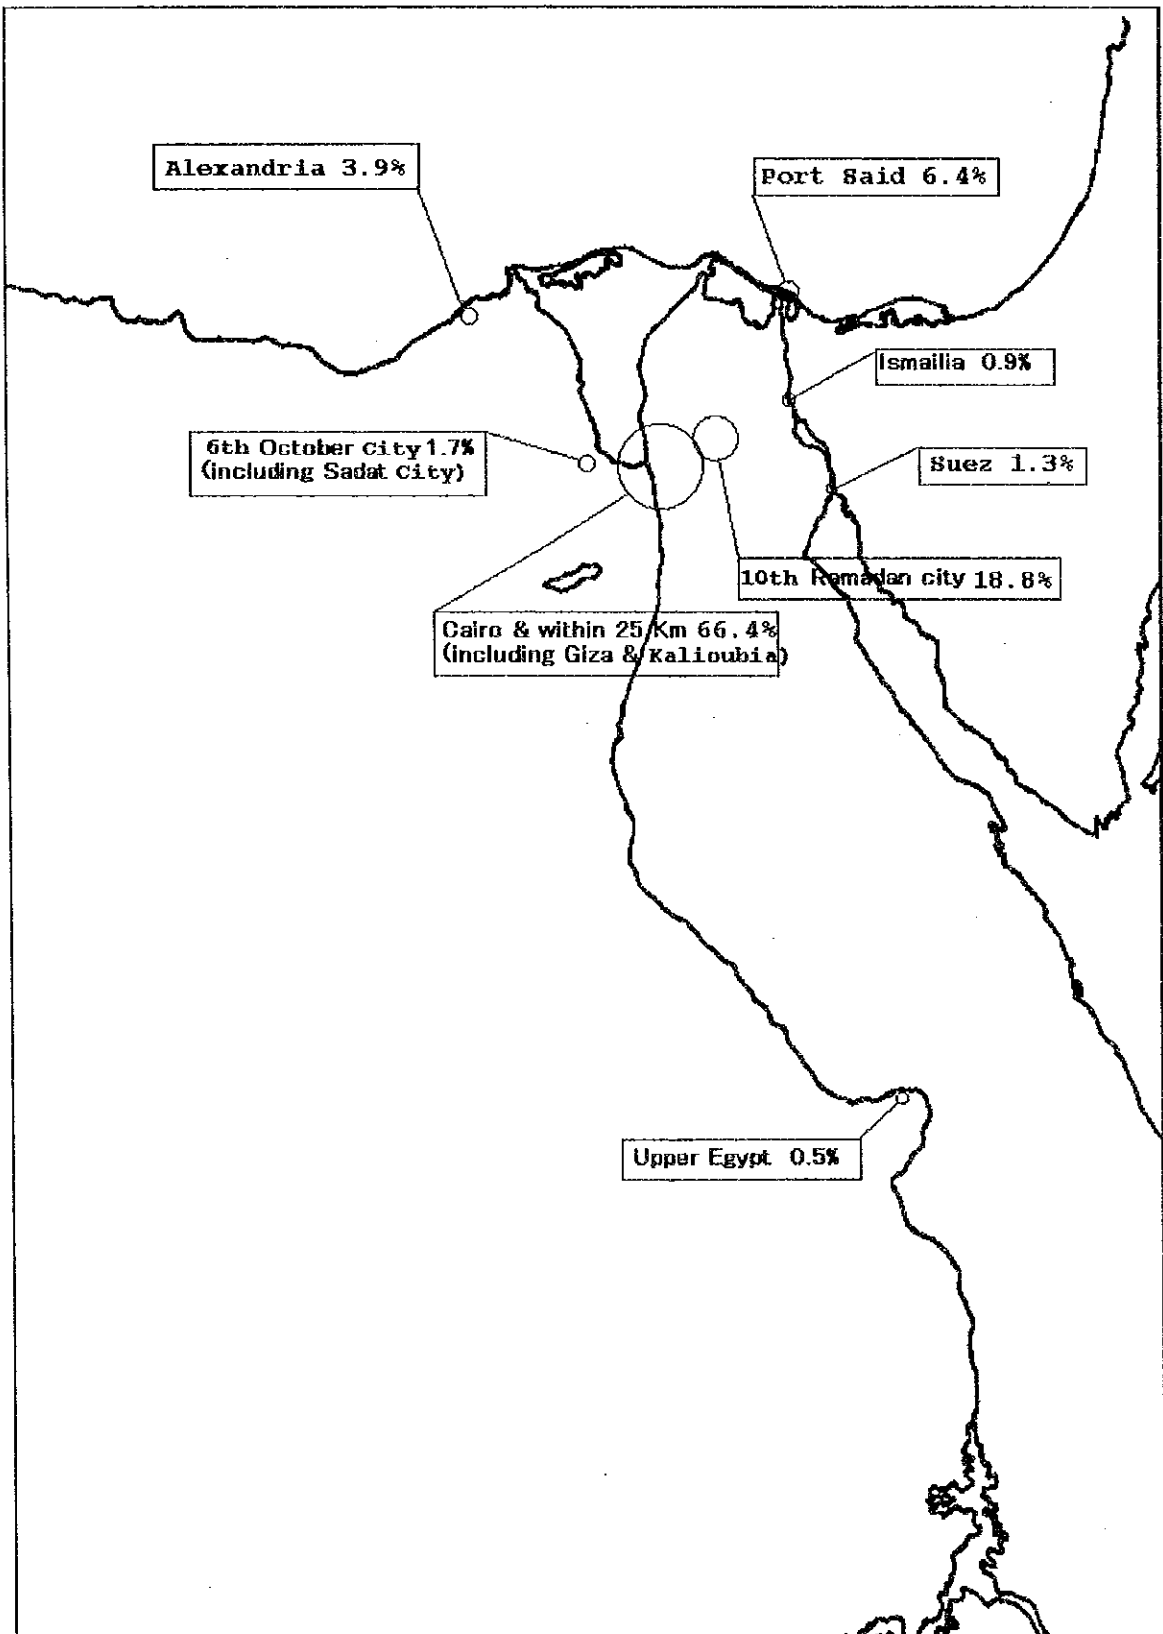 Alexandria 3.9%
Port Said 6.4%
Ismailia 0.9%
6th October City 1.7%
(including Sadat City)
Suez 1.3%
10th Ramadan city 18.8%
Cairo & within 25 Km 66.4%
(including Giza & Kalioubia)
Upper Egypt 0.5%